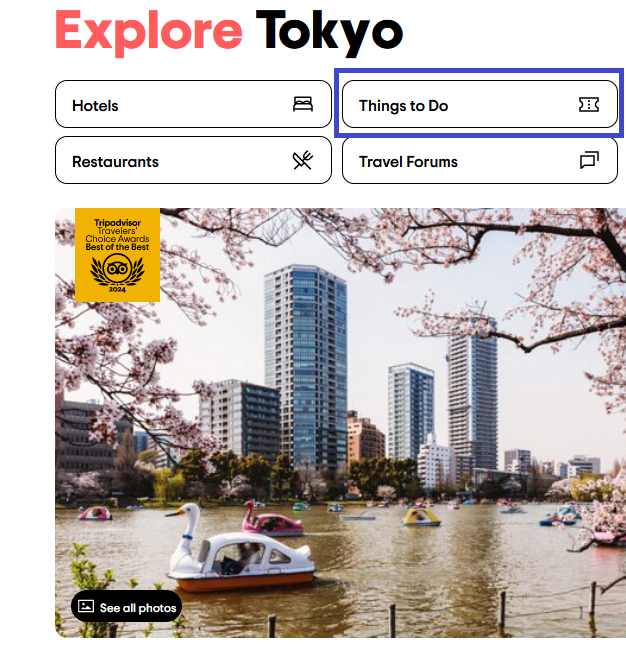 Explore Tokyo
Hotels
Things to Do
Restaurants
Travel Forums
Tripadvisor
Travelers'
Choice Awards
Best of the Best
2024
See all photos